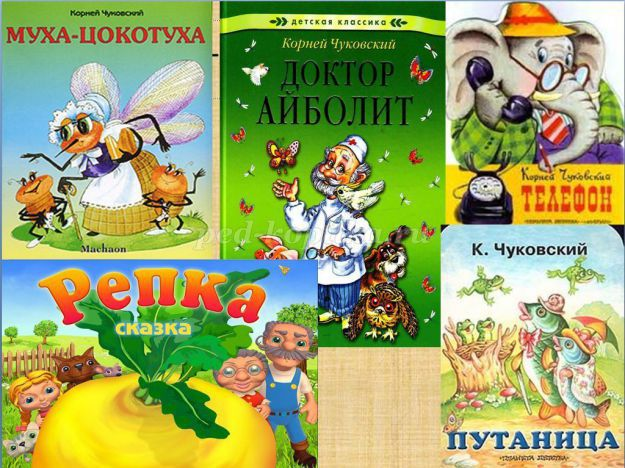 Корней Чуковский
МУХА-ЦОКОТУХА
Machaon
детская классика
Корней Чуковский
ДОКТОР
АЙБОЛИТ
Корней Чуковский
ТЕЛЕФОН
Репка
сказка
К. Чуковский
ПУТАНИЦА